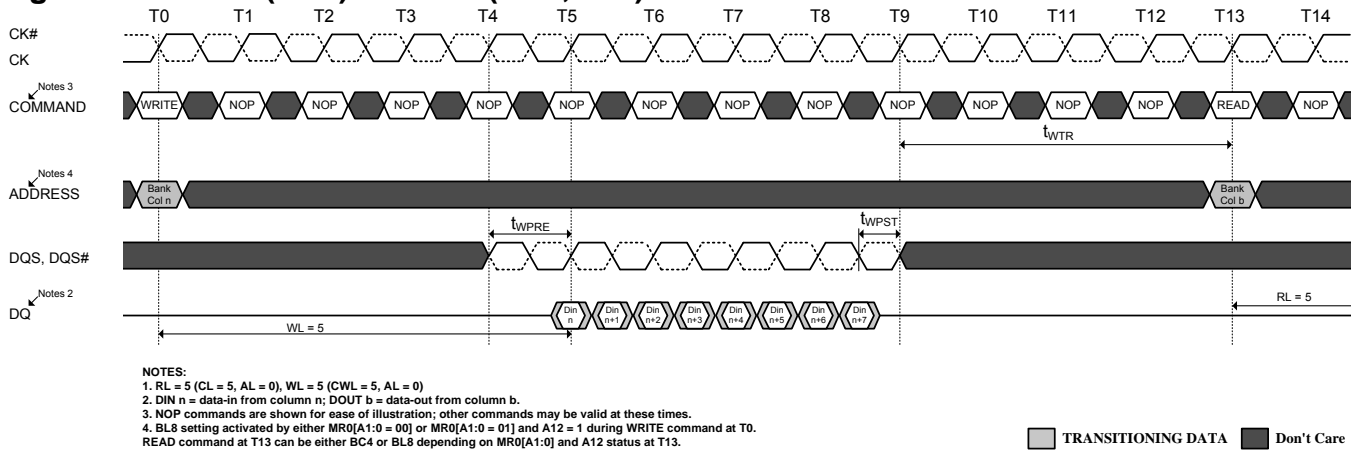 T0 T1 T2 T3 T4 T5 T6 T7 T8 T9 T10 T11 T12 T13 T14
CK#
CK
Notes 3
COMMAND
WRITE NOP NOP NOP NOP NOP NOP NOP NOP NOP NOP NOP NOP READ NOP
tWTR
Notes 4
ADDRESS
Bank Bank
Col n Col b
tWPRE tWPST
DQS, DQS#
Notes 2
DQ
Din Din Din Din Din Din Din Din
n n+1 n+2 n+3 n+4 n+5 n+6 n+7
RL = 5
WL = 5
NOTES:
1. RL = 5 (CL = 5, AL = 0), WL = 5 (CWL = 5, AL = 0)
2. DIN n = data-in from column n; DOUT b = data-out from column b.
3. NOP commands are shown for ease of illustration; other commands may be valid at these times.
4. BL8 setting activated by either MR0[A1:0 = 00] or MR0[A1:0 = 01] and A12 = 1 during WRITE command at T0.
READ command at T13 can be either BC4 or BL8 depending on MR0[A1:0] and A12 status at T13.
TRANSITIONING DATA Don't Care